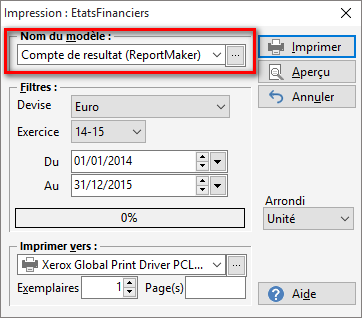 Impression : EtatsFinanciers
Nom du modèle :
Compte de resultat (ReportMaker)
...
Imprimer
Aperçu
Annuler
Filtres :
Devise Euro
Exercice 14-15
Du 01/01/2014
Au 31/12/2015
0%
Arrondi
Unité
Imprimer vers :
Xerox Global Print Driver PCL...
...
Exemplaires 1 Page(s)
Aide